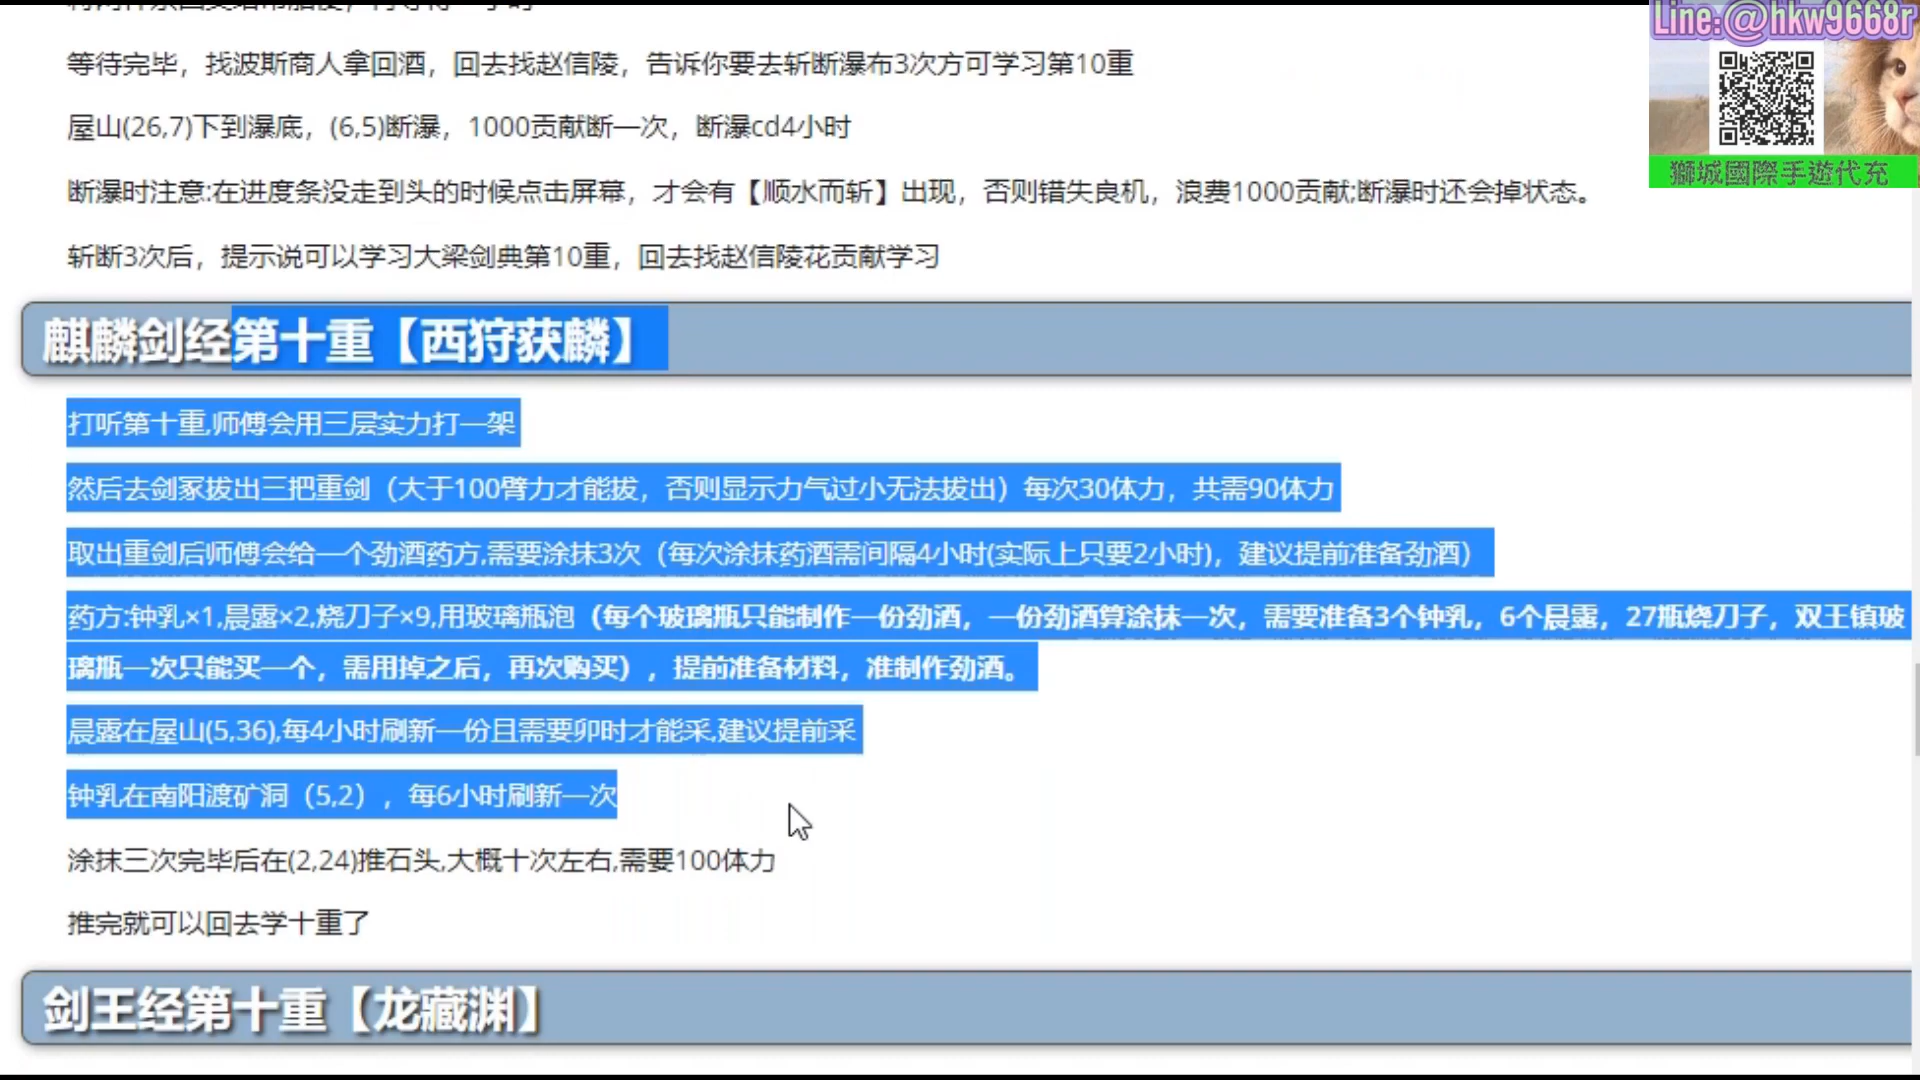 等待完毕，找波斯商人拿回酒，回去找赵信陵，告诉你要去斩断瀑布3次方可学习第10重
屋山(26,7)下到瀑底，(6,5)断瀑，1000贡献断一次，断瀑cd4小时
断瀑时注意:在进度条没走到头的时候点击屏幕，才会有【顺水而斩】出现，否则错失良机，浪费1000贡献;断瀑时还会掉状态。
斩断3次后，提示说可以学习大梁剑典第10重，回去找赵信陵花贡献学习
麒麟剑经第十重【西狩获麟】
打听第十重,师傅会用三层实力打一架
然后去剑冢拔出三把重剑（大于100臂力才能拔，否则显示力气过小无法拔出）每次30体力，共需90体力
取出重剑后师傅会给一个劲酒药方,需要涂抹3次（每次涂抹药酒需间隔4小时(实际上只要2小时)，建议提前准备劲酒）
药方:钟乳×1,晨露×2,烧刀子×9,用玻璃瓶泡（每个玻璃瓶只能制作一份劲酒，一份劲酒算涂抹一次，需要准备3个钟乳，6个晨露，27瓶烧刀子，双王镇玻
璃瓶一次只能买一个，需用掉之后，再次购买），提前准备材料，准制作劲酒。
晨露在屋山(5,36),每4小时刷新一份且需要卯时才能采,建议提前采
钟乳在南阳渡矿洞（5,2），每6小时刷新一次
涂抹三次完毕后在(2,24)推石头,大概十次左右,需要100体力
推完就可以回去学十重了
剑王经第十重【龙藏渊】
Line:@hkw9668r
獅城國際手遊代充